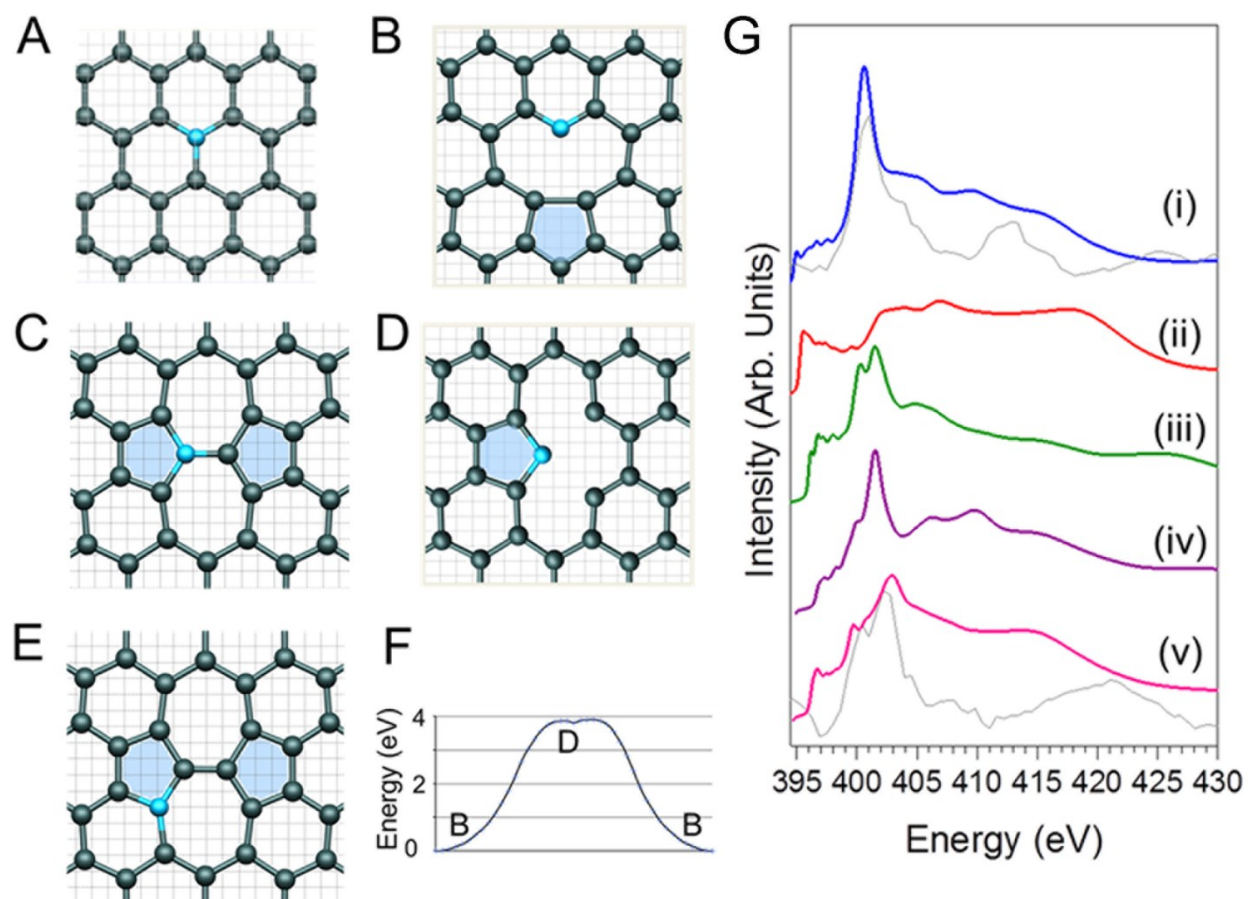 A
B
G
C
D
E
F
Energy (eV)
4
2
0
B
D
B
Intensity (Arb. Units)
(i)
(ii)
(iii)
(iv)
(v)
395 400 405 410 415 420 425 430
Energy (eV)